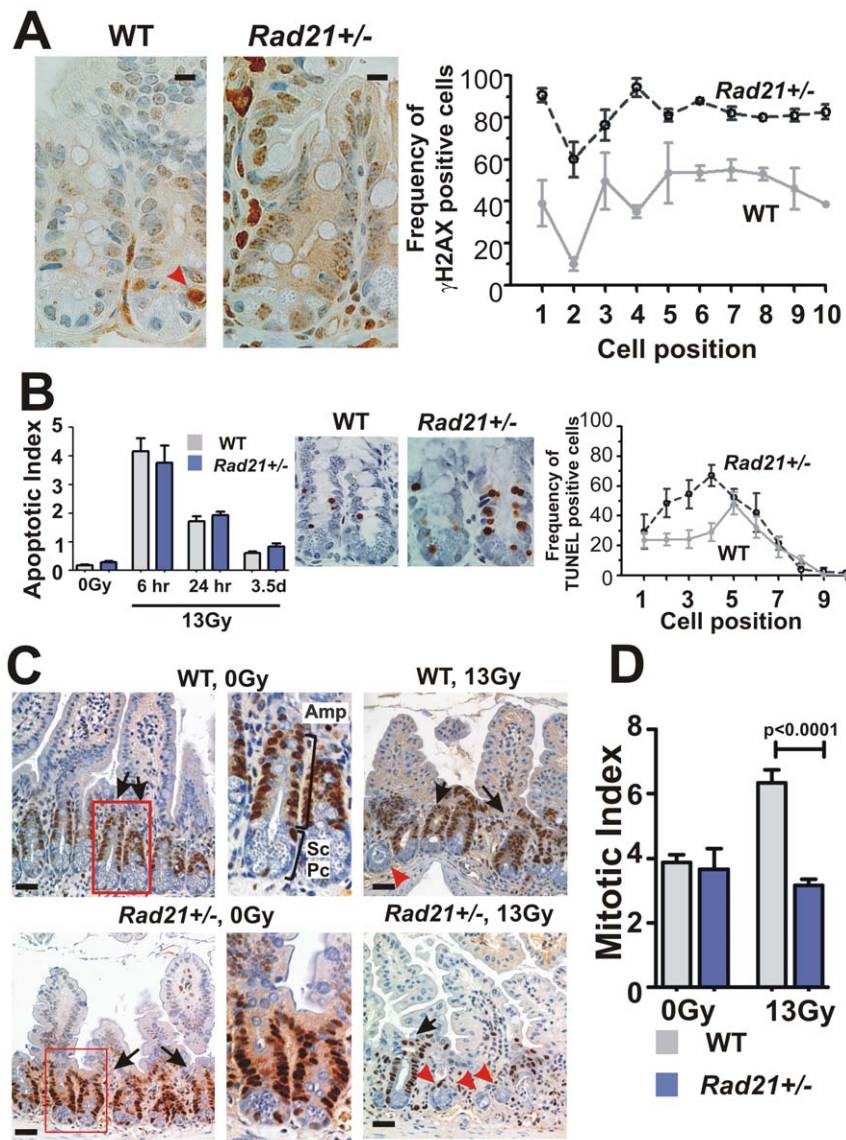 A
WT
Rad21+/-
Frequency of
γH2AX positive cells
100
80
60
40
20
0
Rad21+/-
WT
1 2 3 4 5 6 7 8 9 10
Cell position
B
Apoptotic Index
5
4
3
2
1
0
WT
Rad21+/-
0Gy 6 hr 24 hr 3.5d
13Gy
WT
Rad21+/-
Frequency of
TUNEL positive cells
100
80
60
40
20
0
Rad21+/-
WT
1 3 5 7 9
Cell position
C
WT, 0Gy
WT, 13Gy
Amp
Sc
Pc
Rad21+/-, 0Gy
Rad21+/-, 13Gy
D
Mitotic Index
8
6
4
2
0
p<0.0001
0Gy 13Gy
WT
Rad21+/-